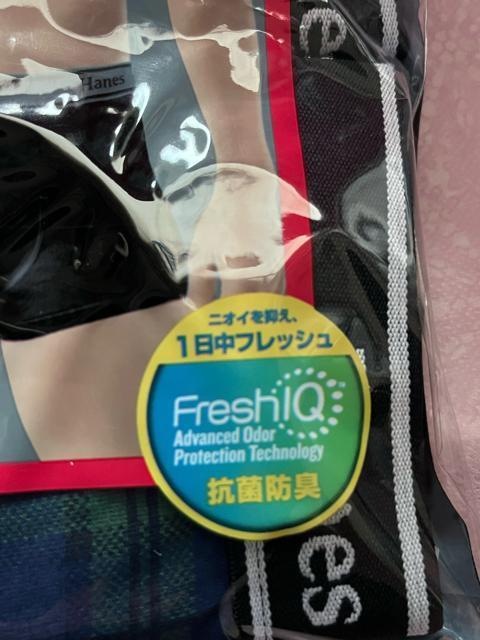 Hanes
ニオイを抑え、
1日中フレッシュ
FreshIQ
Advanced Odor
Protection Technology
抗菌防臭
nes